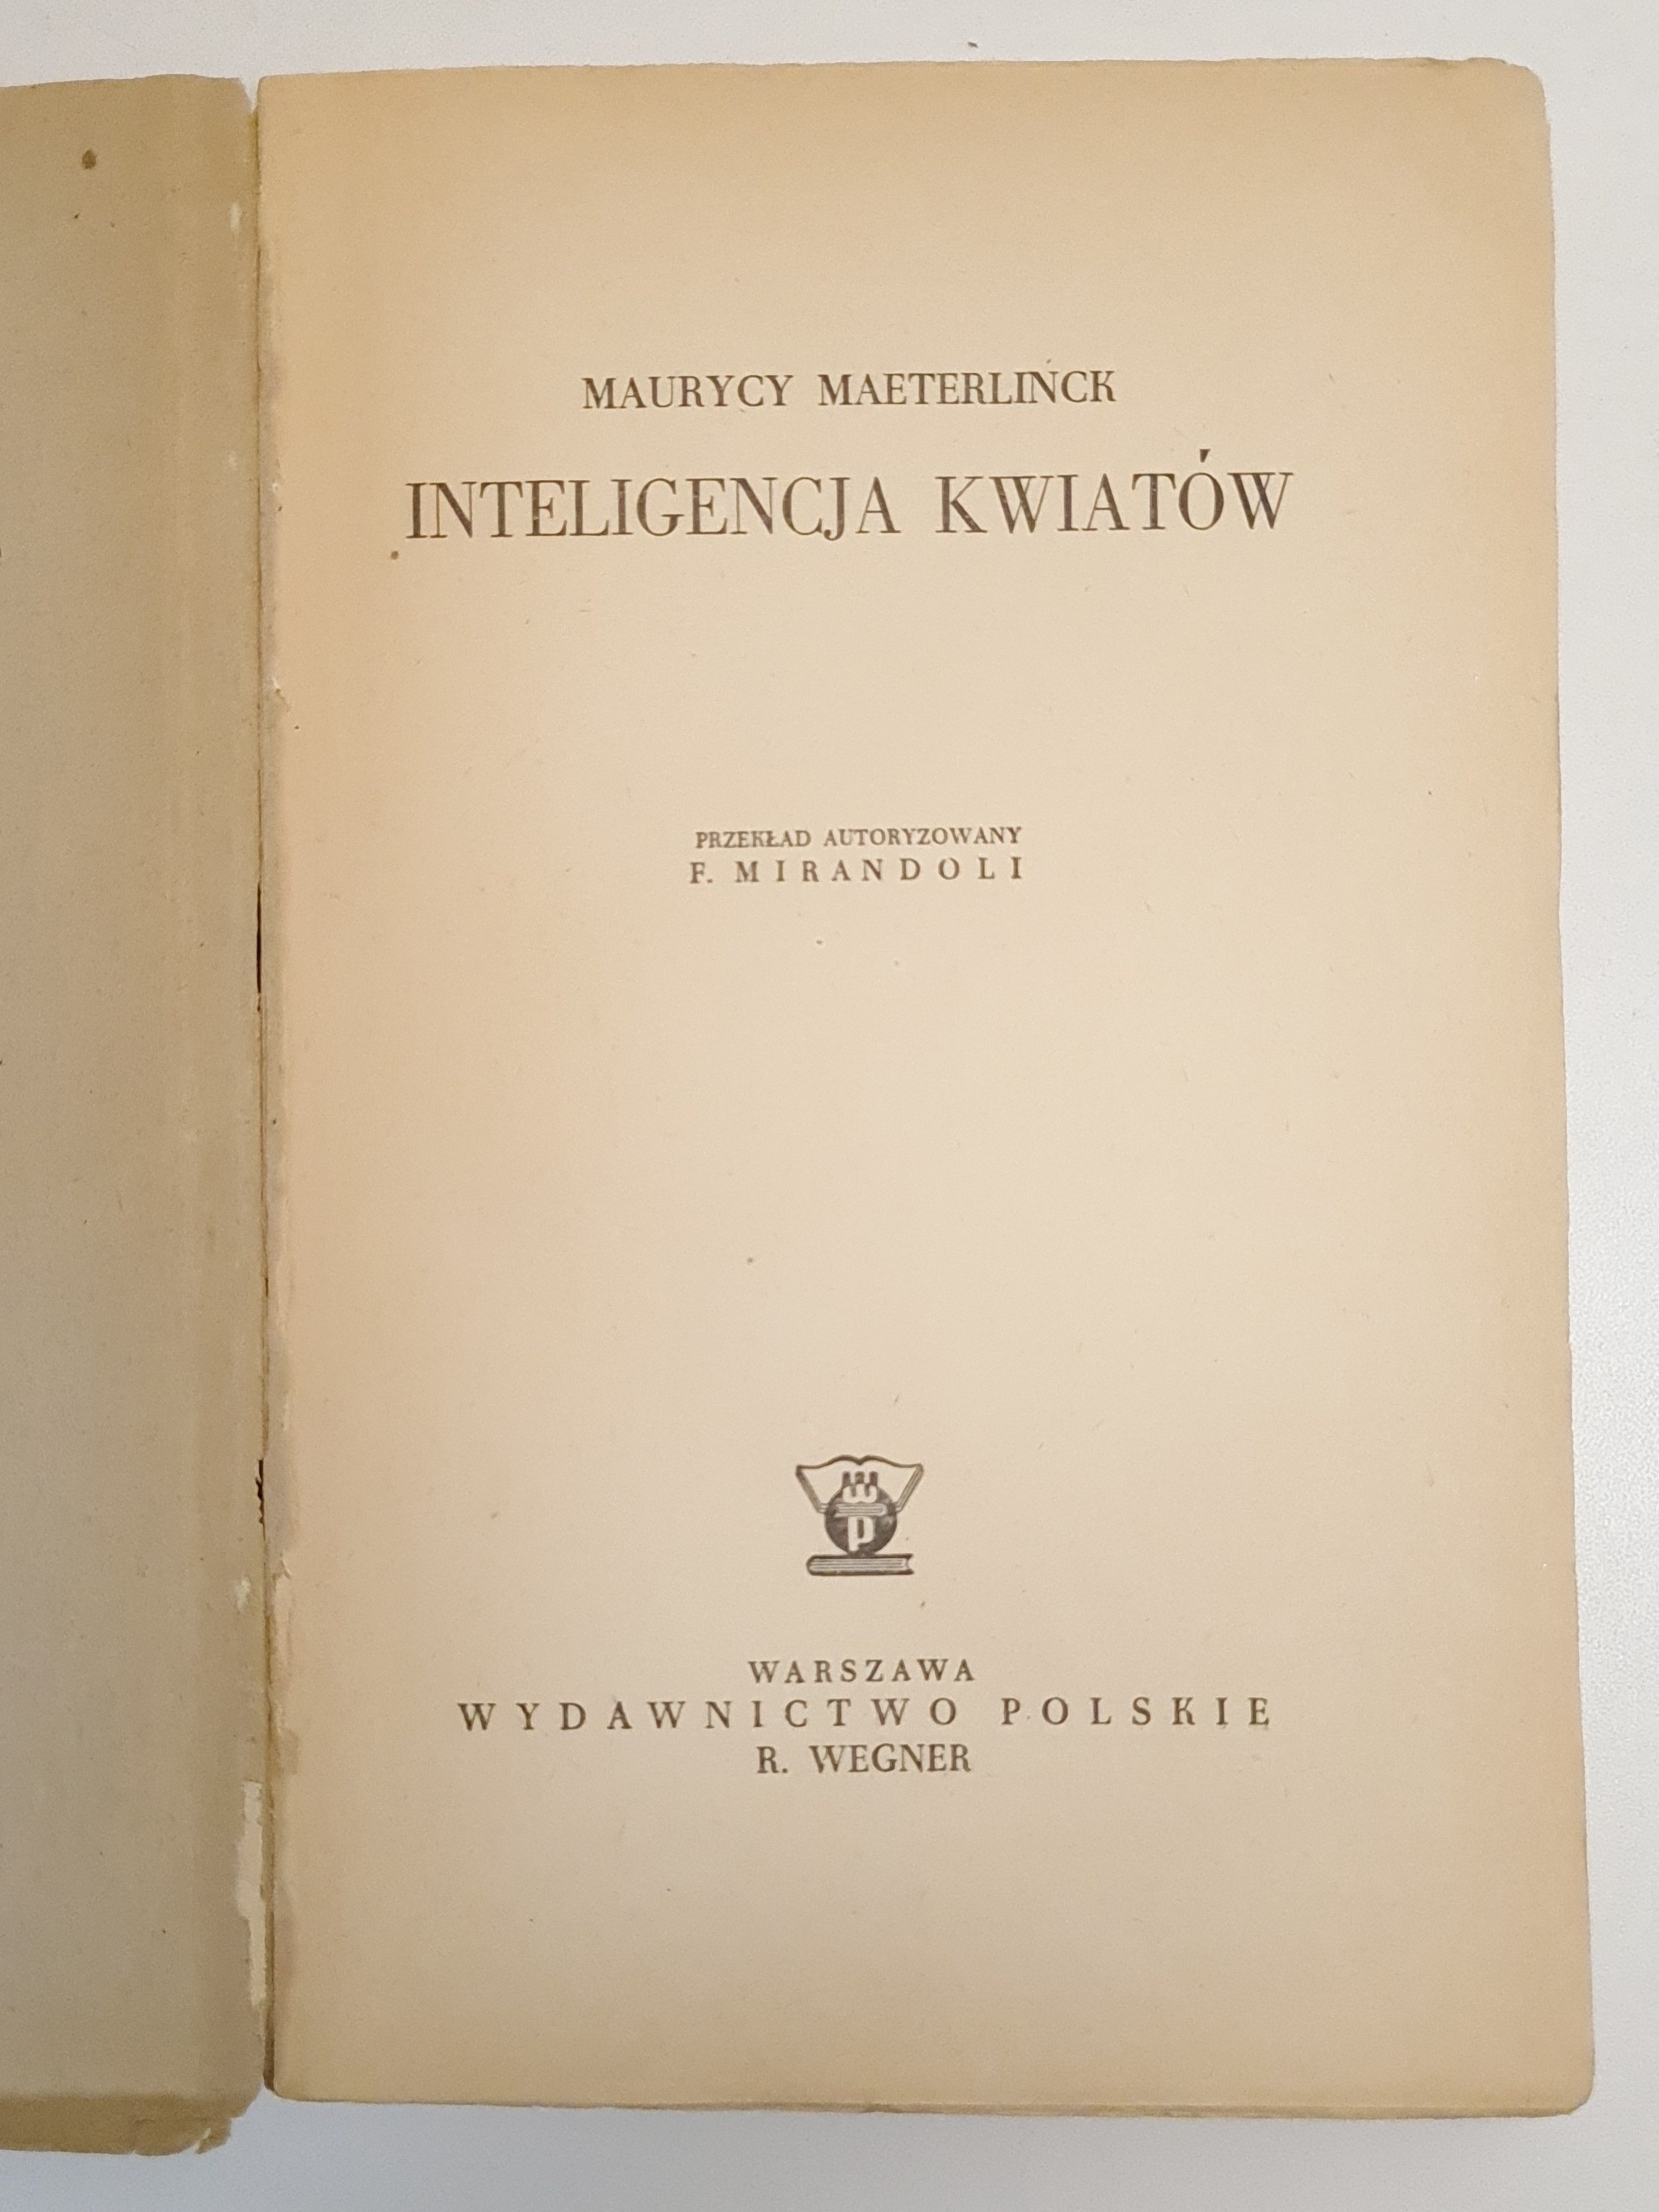 MAURYCY MAETERLINCK
INTELIGENCJA KWIATÓW
PRZEKŁAD AUTORYZOWANY
F. MIRANDOLI
W
P
WARSZAWA
WYDAWNICTWO POLSKIE
R. WEGNER